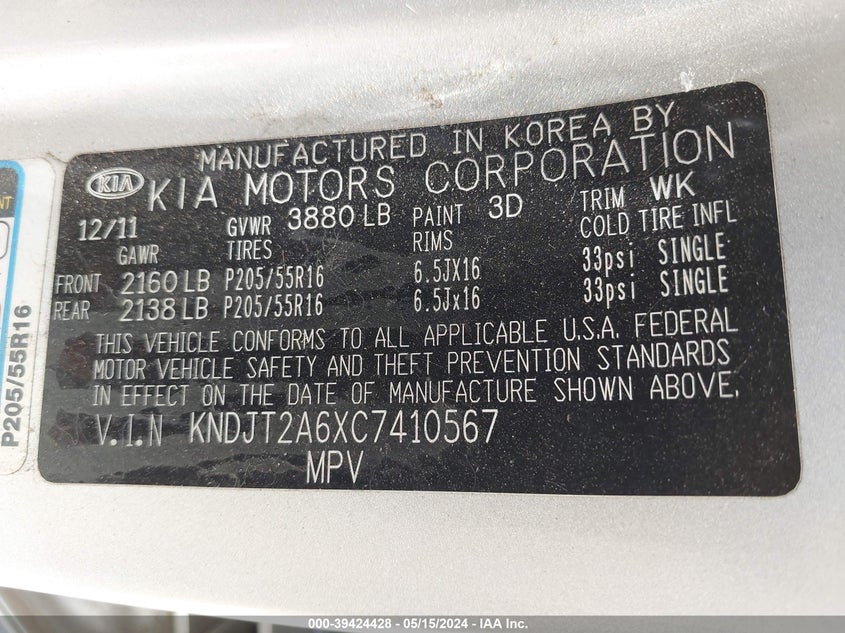 MANUFACTURED IN KOREA BY
KIA KIA MOTORS CORPORATION
12/11 GVWR 3880 LB PAINT 3D TRIM WK
GAWR TIRES RIMS COLD TIRE INFL
FRONT 2160 LB P205/55R16 6.5JX16 33psi SINGLE
REAR 2138 LB P205/55R16 6.5Jx16 33psi SINGLE
THIS VEHICLE CONFORMS TO ALL APPLICABLE U.S.A. FEDERAL
MOTOR VEHICLE SAFETY AND THEFT PREVENTION STANDARDS
IN EFFECT ON THE DATE OF MANUFACTURE SHOWN ABOVE.
V.I.N KNDJT2A6XC7410567
MPV
P205/55R16
000-39424428 - 05/15/2024 - IAA Inc.